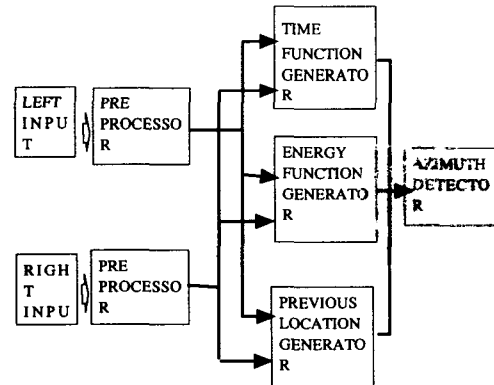 LEFT
INPU
T
PRE
PROCESSO
R
TIME
FUNCTION
GENERATO
R
ENERGY
FUNCTION
GENERATO
R
AZIMUTH
DETECTO
R
RIGH
T
INPU
PRE
PROCESSO
R
PREVIOUS
LOCATION
GENERATO
R